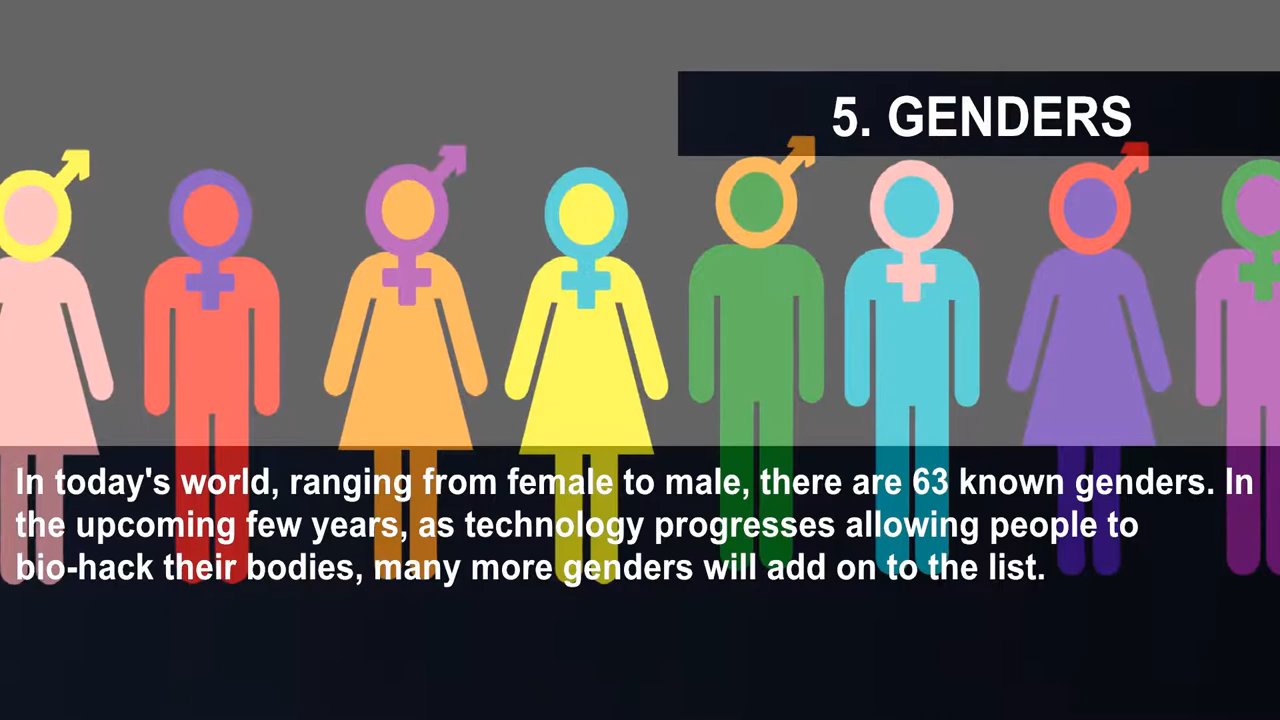 5. GENDERS
In today's world, ranging from female to male, there are 63 known genders. In
the upcoming few years, as technology progresses allowing people to
bio-hack their bodies, many more genders will add on to the list.